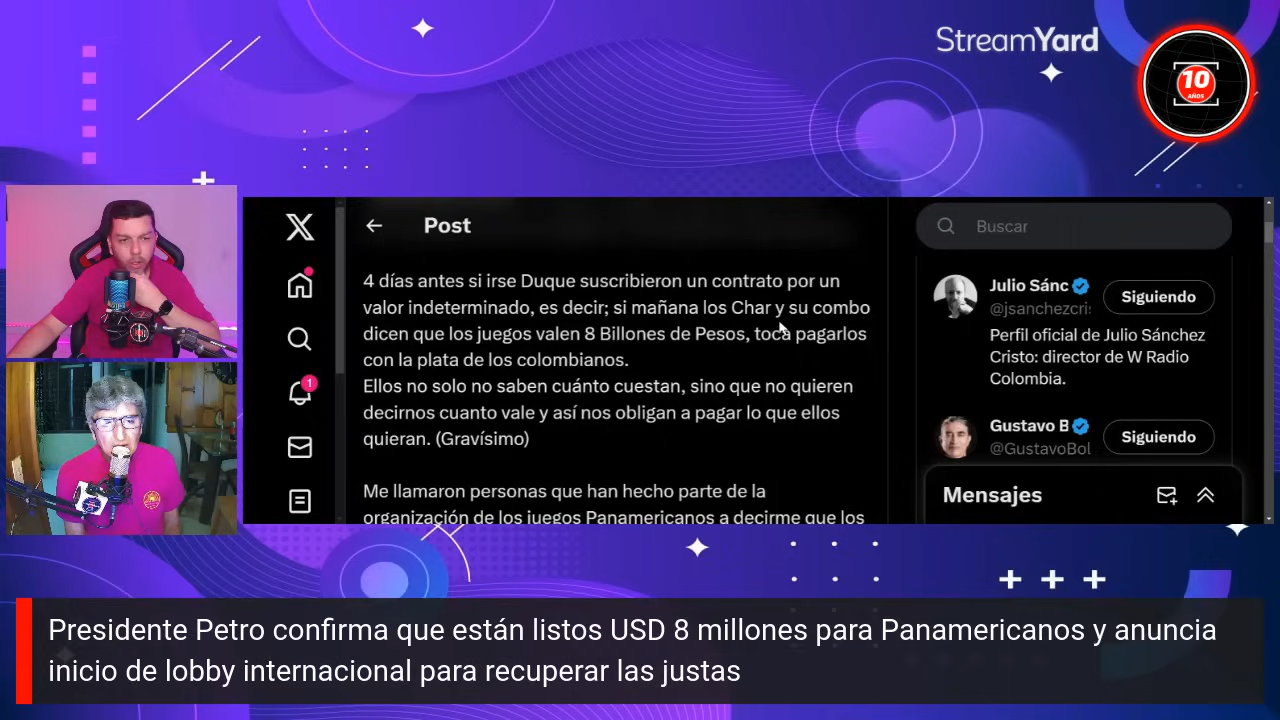 StreamYard
10
AÑOS
Post
Buscar
4 días antes si irse Duque suscribieron un contrato por un
valor indeterminado, es decir; si mañana los Char y su combo
dicen que los juegos valen 8 Billones de Pesos, toca pagarlos
con la plata de los colombianos.
Ellos no solo no saben cuánto cuestan, sino que no quieren
decirnos cuanto vale y así nos obligan a pagar lo que ellos
quieran. (Gravísimo)
Me llamaron personas que han hecho parte de la
organización de los juegos Panamericanos a decirme que los
1
Julio Sánc
@jsanchezcri
Siguiendo
Perfil oficial de Julio Sánchez
Cristo: director de W Radio
Colombia.
Gustavo B
@GustavoBol
Siguiendo
Mensajes
Presidente Petro confirma que están listos USD 8 millones para Panamericanos y anuncia
inicio de lobby internacional para recuperar las justas